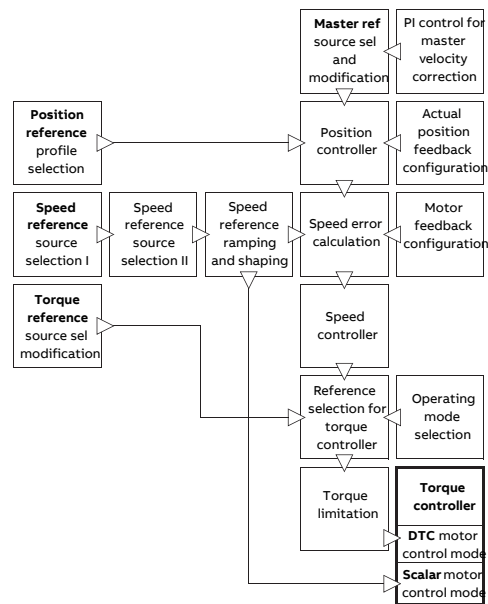 Master ref
source sel
and
modification
PI control for
master
velocity
correction
Position
reference
profile
selection
Position
controller
Actual
position
feedback
configuration
Speed
reference
source
selection I
Speed
reference
source
selection II
Speed
reference
ramping
and shaping
Speed error
calculation
Motor
feedback
configuration
Torque
reference
source sel
modification
Speed
controller
Reference
selection for
torque
controller
Operating
mode
selection
Torque
limitation
Torque
controller
DTC motor
control mode
Scalar motor
control mode